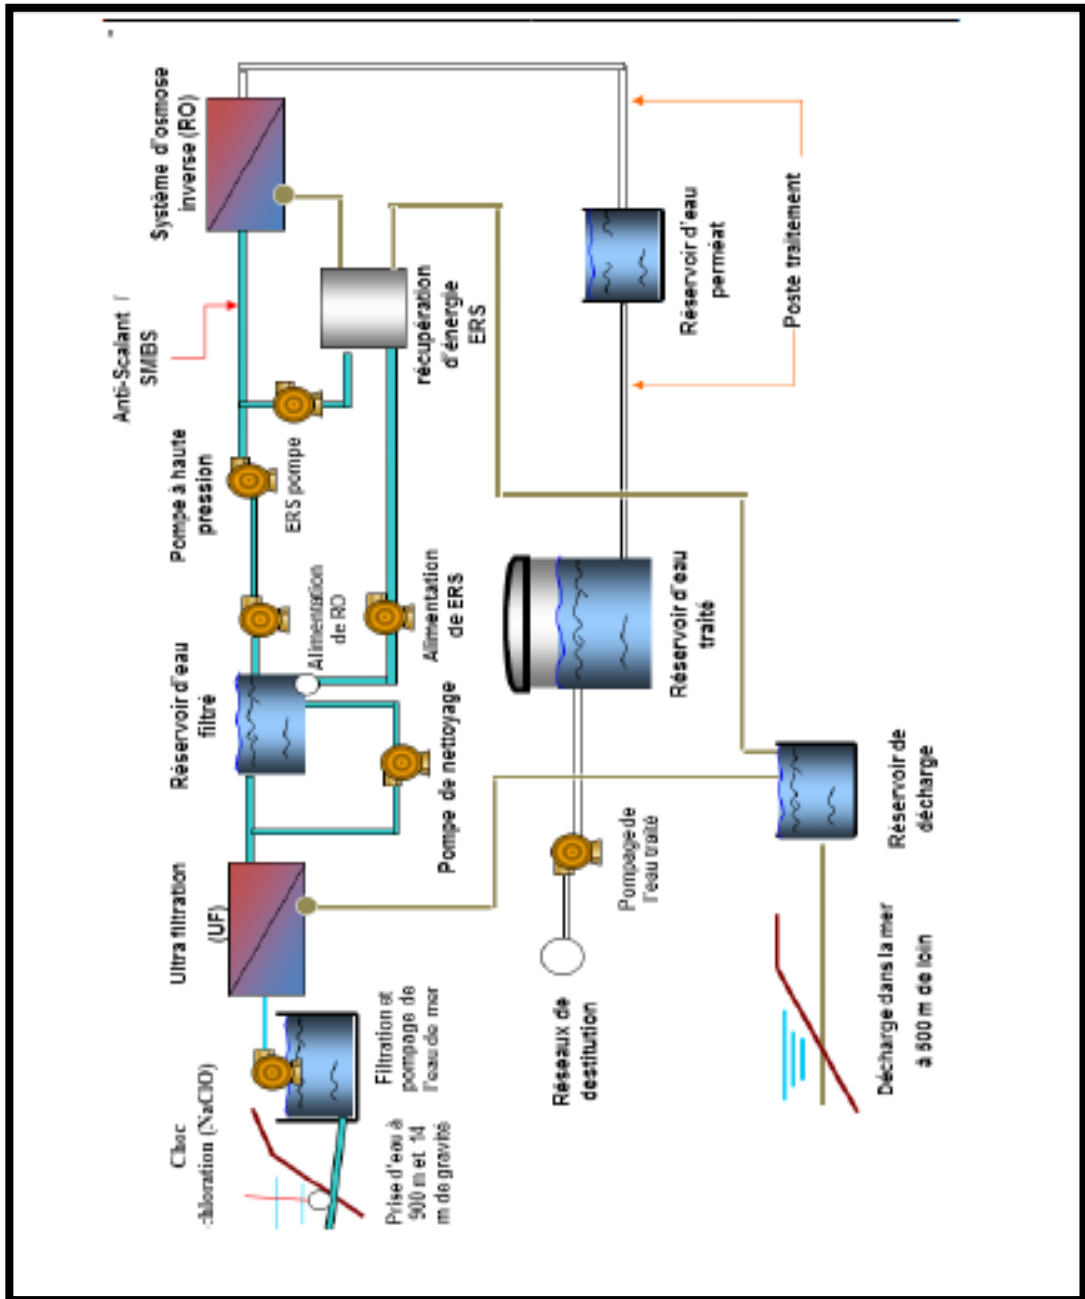 Choc
chloration (NaClO)
Prise d'eau à
900 m et 14
m de gravité
Filtration et
pompage de
l'eau de mer
Ultra filtration
(UF)
Réservoir d'eau
filtré
Pompe de nettoyage
Alimentation
de RO
Alimentation
de ERS
Pompe à haute
pression
ERS pompe
Anti-Scalant /
SMBS
Système d'osmose
inverse (RO)
récupération
d'énergie
ERS
Réservoir d'eau
perméat
Poste traitement
Réservoir d'eau
traité
Pompage de
l'eau traité
Réseaux de
destitution
Réservoir de
décharge
Décharge dans la mer
à 600 m de loin